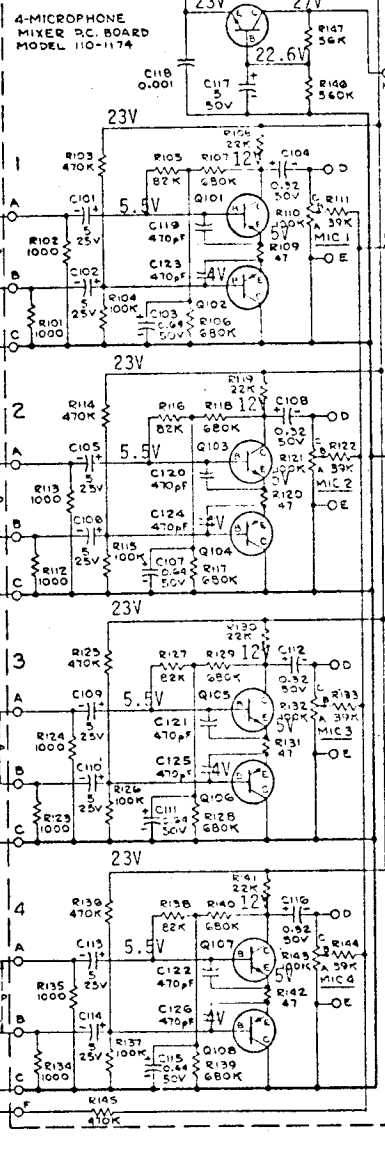 23V 27V
4-MICROPHONE
MIXER P.C. BOARD
MODEL 110-1174
E C
B
R147
56K
22.6V
C118
0.001
C117
5
50V
R148
560K
23V
1
R103
470K
R105
82K
R107
680K
R108
22K
12V
C104
0.32
50V
D
A
C101
5
25V
5.5V
Q101
C119
470pF
R110
100K
5V
R111
39K
R109
47
MIC 1
E
R102
1000
C102
5
25V
C123
470pF
4V
B
R101
1000
R104
100K
C103
0.64
50V
Q102
R106
680K
C
23V
2
R114
470K
R116
82K
R118
680K
R119
22K
12V
C108
0.32
50V
D
A
C105
5
25V
5.5V
Q103
C120
470pF
R121
100K
5V
R122
39K
R120
47
MIC 2
E
R113
1000
C106
5
25V
C124
470pF
4V
B
R112
1000
R115
100K
C107
0.64
50V
Q104
R117
680K
C
23V
3
R125
470K
R127
82K
R129
680K
R130
22K
12V
C112
0.32
50V
D
A
C109
5
25V
5.5V
Q105
C121
470pF
R132
100K
5V
R133
39K
R131
47
MIC 3
E
R124
1000
C110
5
25V
C125
470pF
4V
B
R123
1000
R126
100K
C111
0.64
50V
Q106
R128
680K
C
23V
4
R136
470K
R138
82K
R140
680K
R141
22K
12V
C116
0.32
50V
D
A
C113
5
25V
5.5V
Q107
C122
470pF
R143
100K
5V
R144
39K
R142
47
MIC 4
E
R135
1000
C114
5
25V
C126
470pF
4V
B
R134
1000
R137
100K
C115
0.64
50V
Q108
R139
680K
C
F
R145
470K